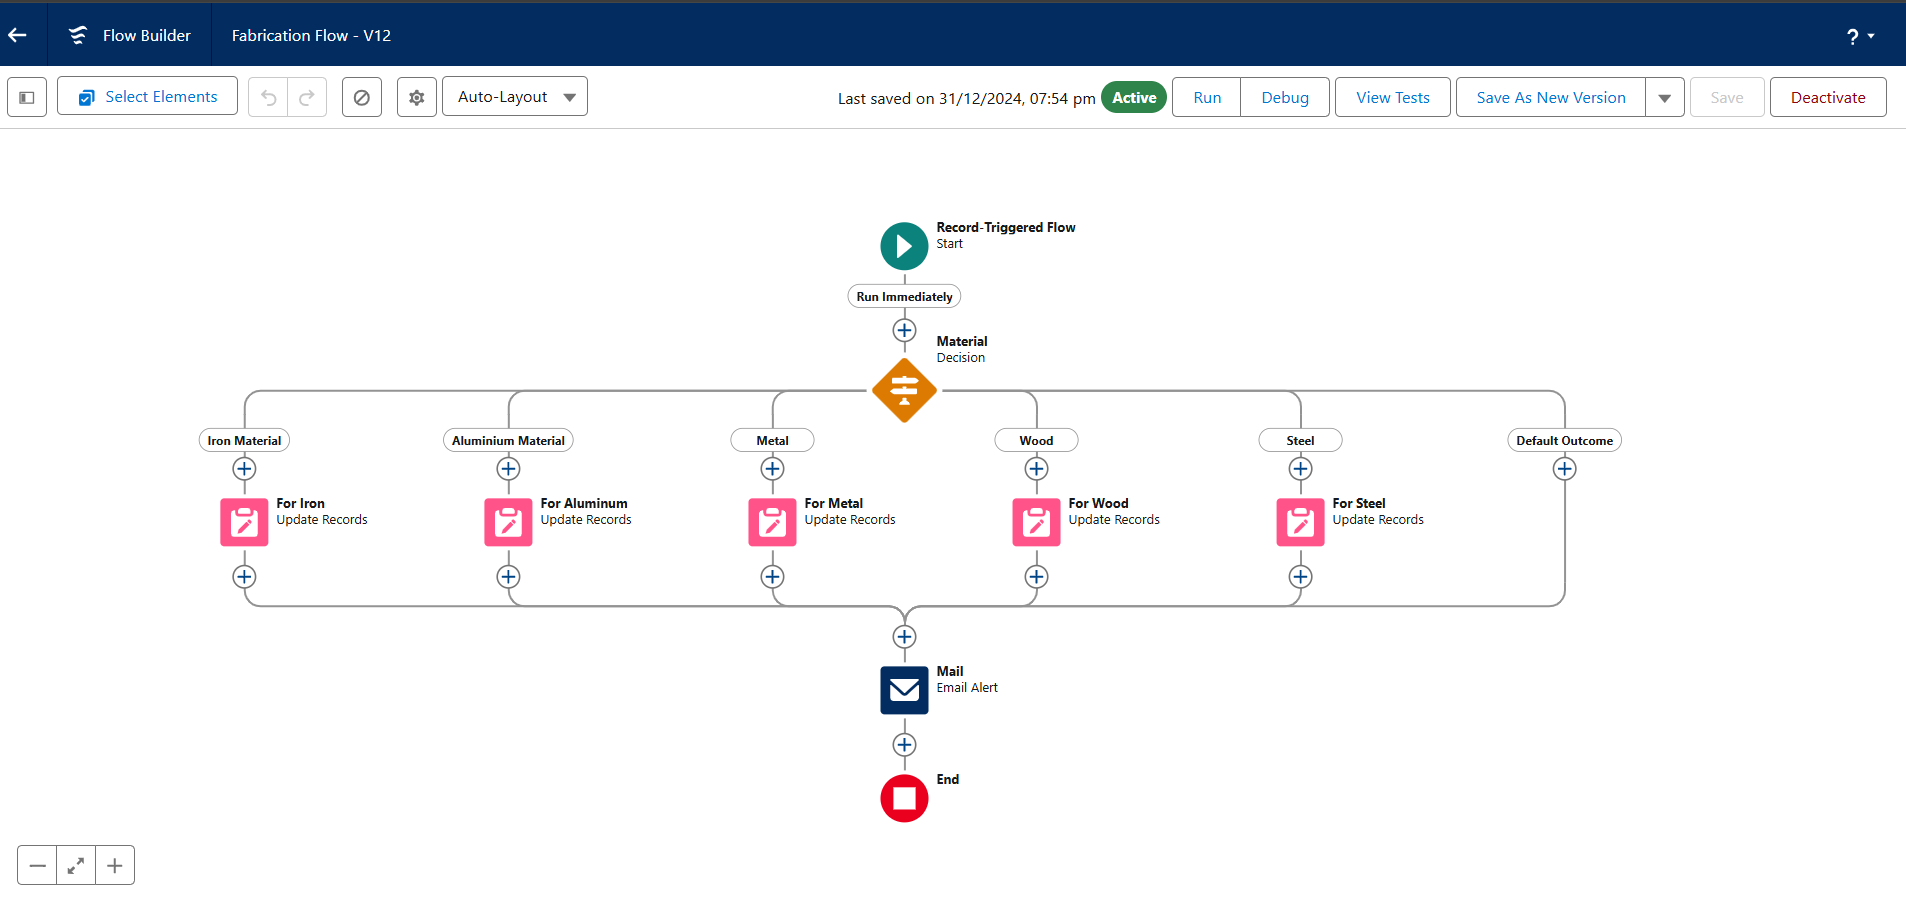 Flow Builder
Fabrication Flow - V12
?
Select Elements
Auto-Layout
Last saved on 31/12/2024, 07:54 pm
Active
Run
Debug
View Tests
Save As New Version
Save
Deactivate
Record-Triggered Flow
Start
Run Immediately
Material
Decision
Iron Material
Aluminium Material
Metal
Wood
Steel
Default Outcome
For Iron
Update Records
For Aluminum
Update Records
For Metal
Update Records
For Wood
Update Records
For Steel
Update Records
Mail
Email Alert
End